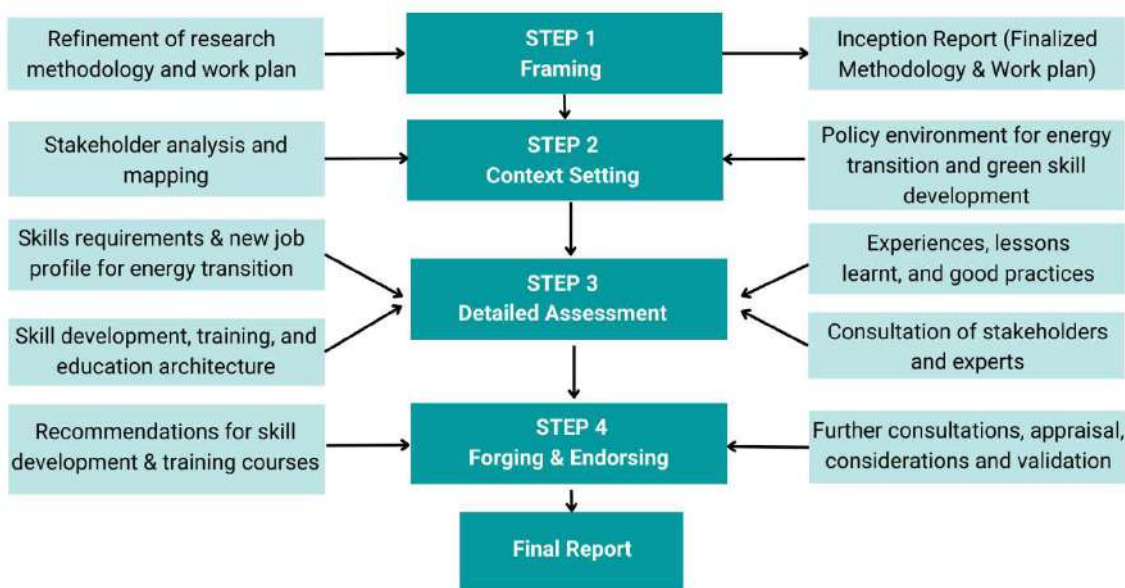 Refinement of research
methodology and work plan
STEP 1
Framing
Inception Report (Finalized
Methodology & Work plan)
Stakeholder analysis and
mapping
STEP 2
Context Setting
Policy environment for energy
transition and green skill
development
Skills requirements & new job
profile for energy transition
Skill development, training, and
education architecture
STEP 3
Detailed Assessment
Experiences, lessons
learnt, and good practices
Consultation of stakeholders
and experts
Recommendations for skill
development & training courses
STEP 4
Forging & Endorsing
Further consultations, appraisal,
considerations and validation
Final Report